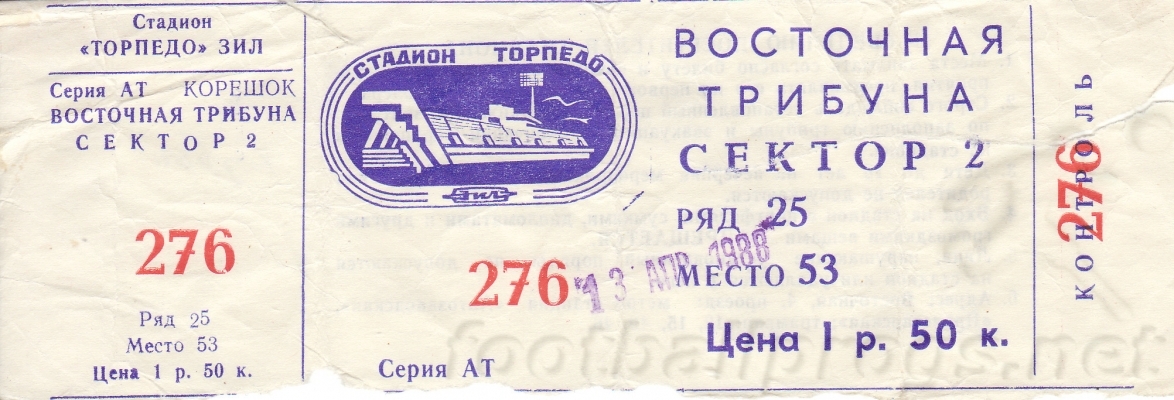 Стадион
«ТОРПЕДО» ЗИЛ
Серия АТ КОРЕШОК
ВОСТОЧНАЯ ТРИБУНА
СЕКТОР 2
276
Ряд 25
Место 53
Цена 1 р. 50 к.
СТАДИОН ТОРПЕДО
ЗИЛ
276
Серия АТ
ВОСТОЧНАЯ
ТРИБУНА
СЕКТОР 2
РЯД 25
13 АПР 1988
МЕСТО 53
Цена 1 р. 50 к.
КОНТРОЛЬ
276